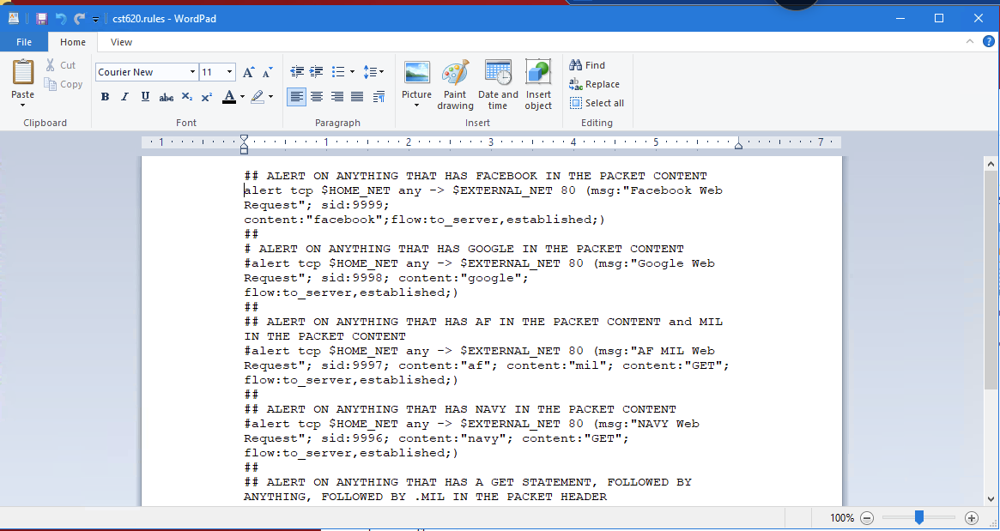 cst620.rules - WordPad
File
Home
View
Paste
Cut
Copy
Clipboard
Courier New
11
B I U abc X₂ X² A
Font
Paragraph
Picture
Paint drawing
Date and time
Insert object
Insert
Find
Replace
Select all
Editing
1 1 2 3 4 5 7
## ALERT ON ANYTHING THAT HAS FACEBOOK IN THE PACKET CONTENT
alert tcp $HOME_NET any -> $EXTERNAL_NET 80 (msg:"Facebook Web
Request"; sid:9999;
content:"facebook";flow:to_server,established;)
##
# ALERT ON ANYTHING THAT HAS GOOGLE IN THE PACKET CONTENT
#alert tcp $HOME_NET any -> $EXTERNAL_NET 80 (msg:"Google Web
Request"; sid:9998; content:"google";
flow:to_server,established;)
##
## ALERT ON ANYTHING THAT HAS AF IN THE PACKET CONTENT and MIL
IN THE PACKET CONTENT
#alert tcp $HOME_NET any -> $EXTERNAL_NET 80 (msg:"AF MIL Web
Request"; sid:9997; content:"af"; content:"mil"; content:"GET";
flow:to_server,established;)
##
## ALERT ON ANYTHING THAT HAS NAVY IN THE PACKET CONTENT
#alert tcp $HOME_NET any -> $EXTERNAL_NET 80 (msg:"NAVY Web
Request"; sid:9996; content:"navy"; content:"GET";
flow:to_server,established;)
##
## ALERT ON ANYTHING THAT HAS A GET STATEMENT, FOLLOWED BY
ANYTHING, FOLLOWED BY .MIL IN THE PACKET HEADER
100%